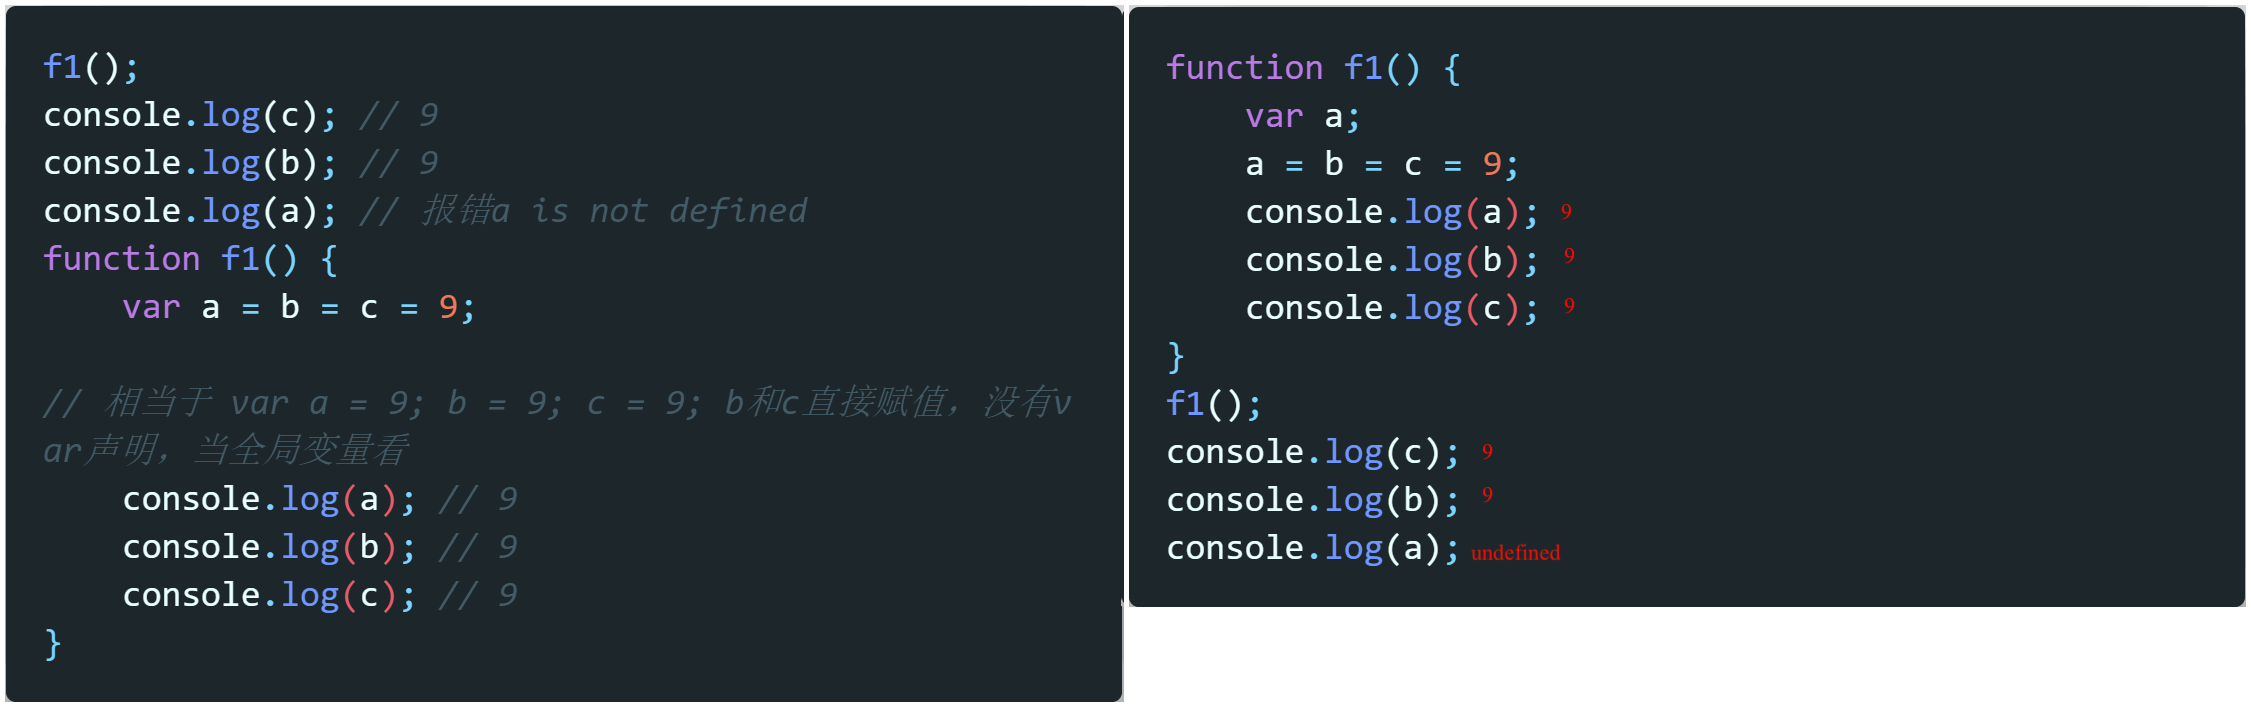 f1();
console.log(c); // 9
console.log(b); // 9
console.log(a); // 报错a is not defined
function f1() {
    var a = b = c = 9;
// 相当于 var a = 9; b = 9; c = 9; b和c直接赋值，没有v
ar声明，当全局变量看
    console.log(a); // 9
    console.log(b); // 9
    console.log(c); // 9
}
function f1() {
    var a;
    a = b = c = 9;
    console.log(a); 9
    console.log(b); 9
    console.log(c); 9
}
f1();
console.log(c); 9
console.log(b); 9
console.log(a); undefined